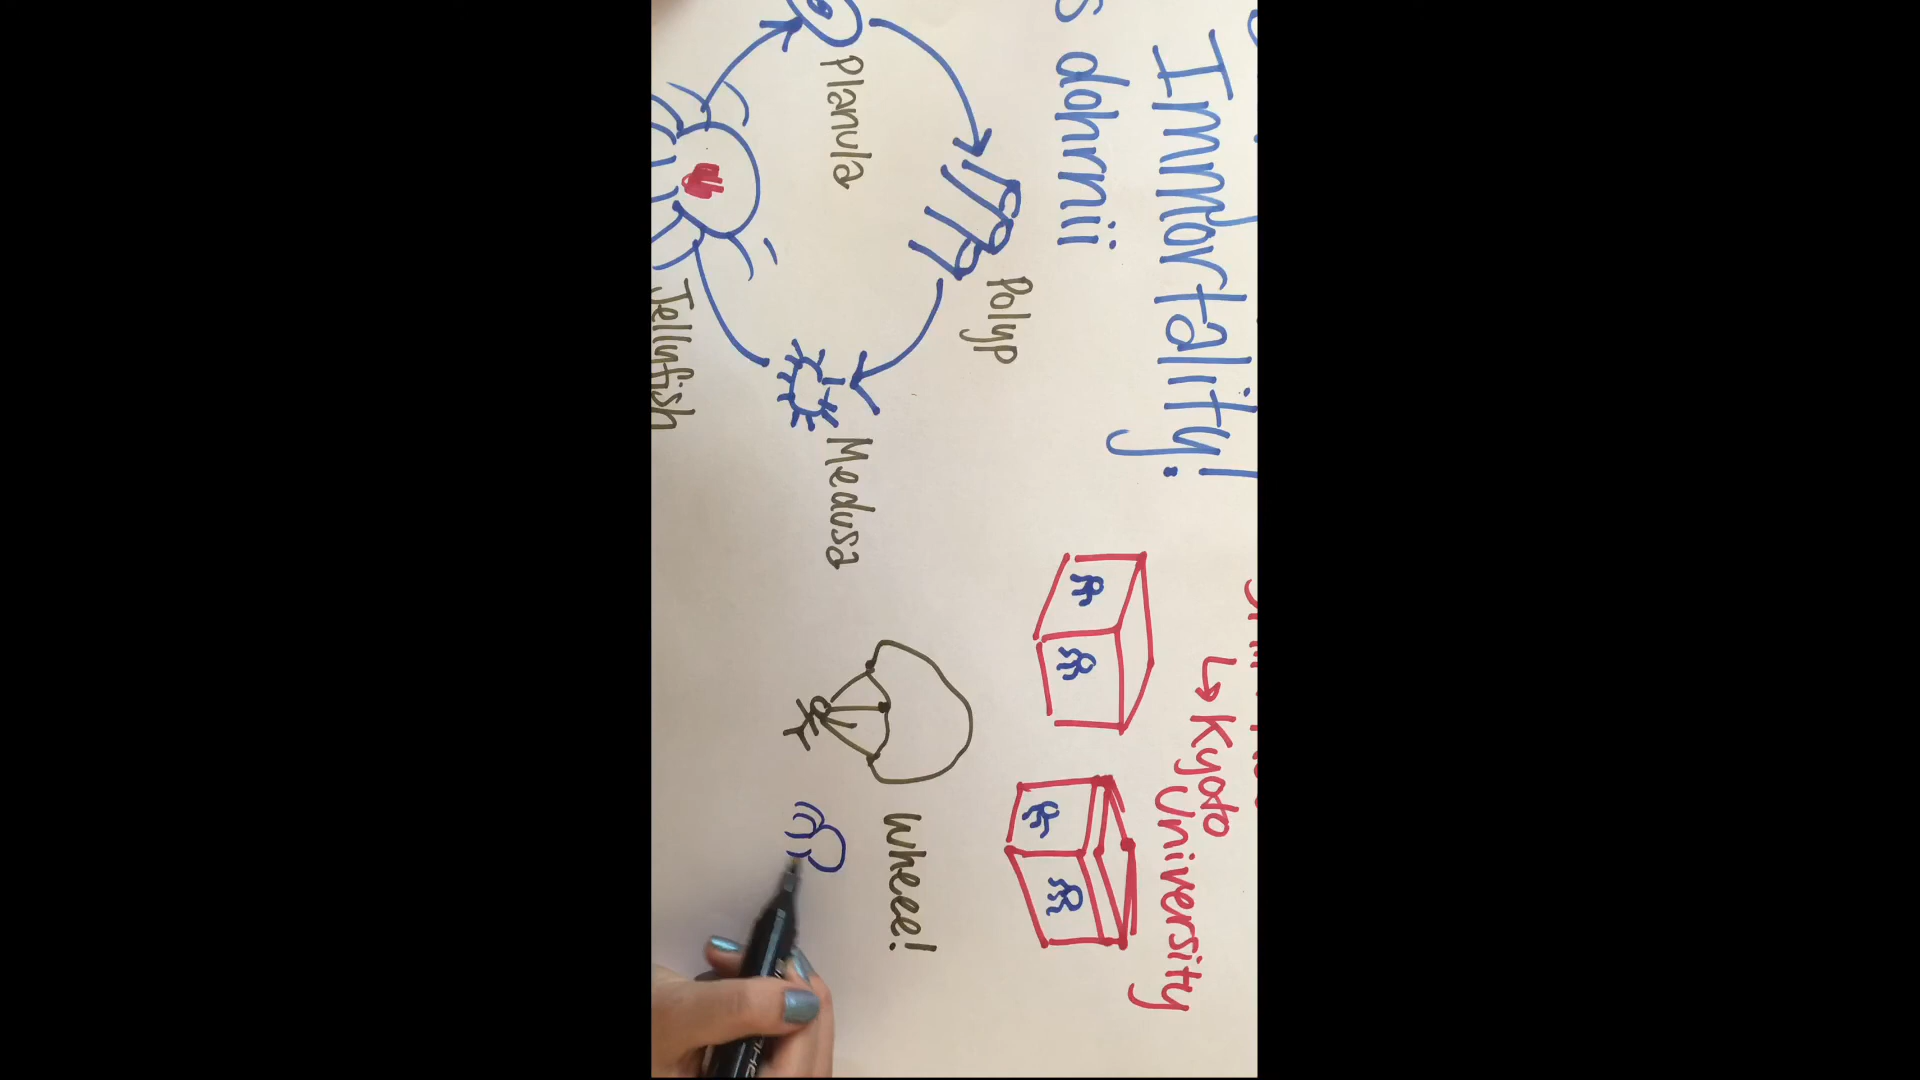 Immortality!
s dohrnii
Planula
Polyp
Medusa
Jellyfish
↳ Kyoto
University
Wheee!